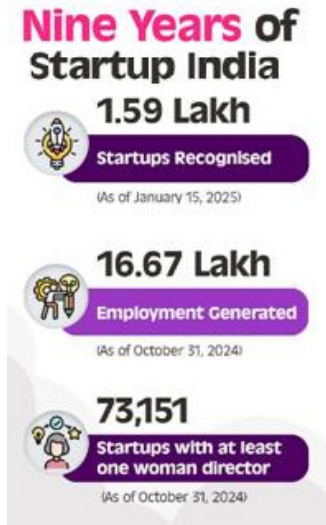 Nine Years of
Startup India
1.59 Lakh
Startups Recognised
(As of January 15, 2025)
16.67 Lakh
Employment Generated
(As of October 31, 2024)
73,151
Startups with at least
one woman director
(As of October 31, 2024)